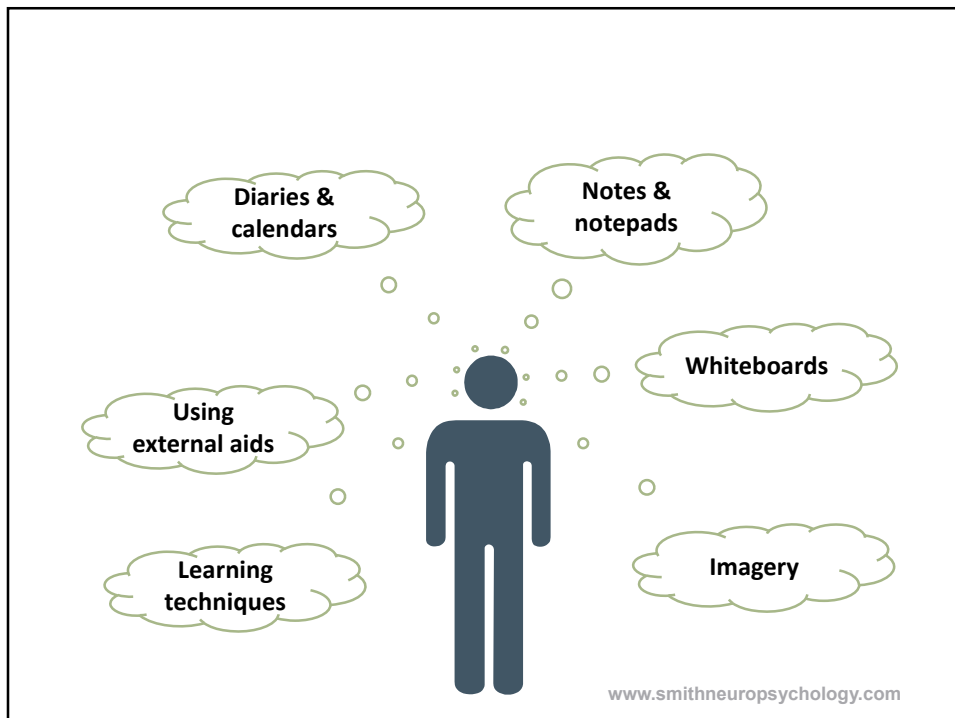 Diaries &
calendars
Notes &
notepads
Whiteboards
Using
external aids
Learning
techniques
Imagery
www.smithneuropsychology.com